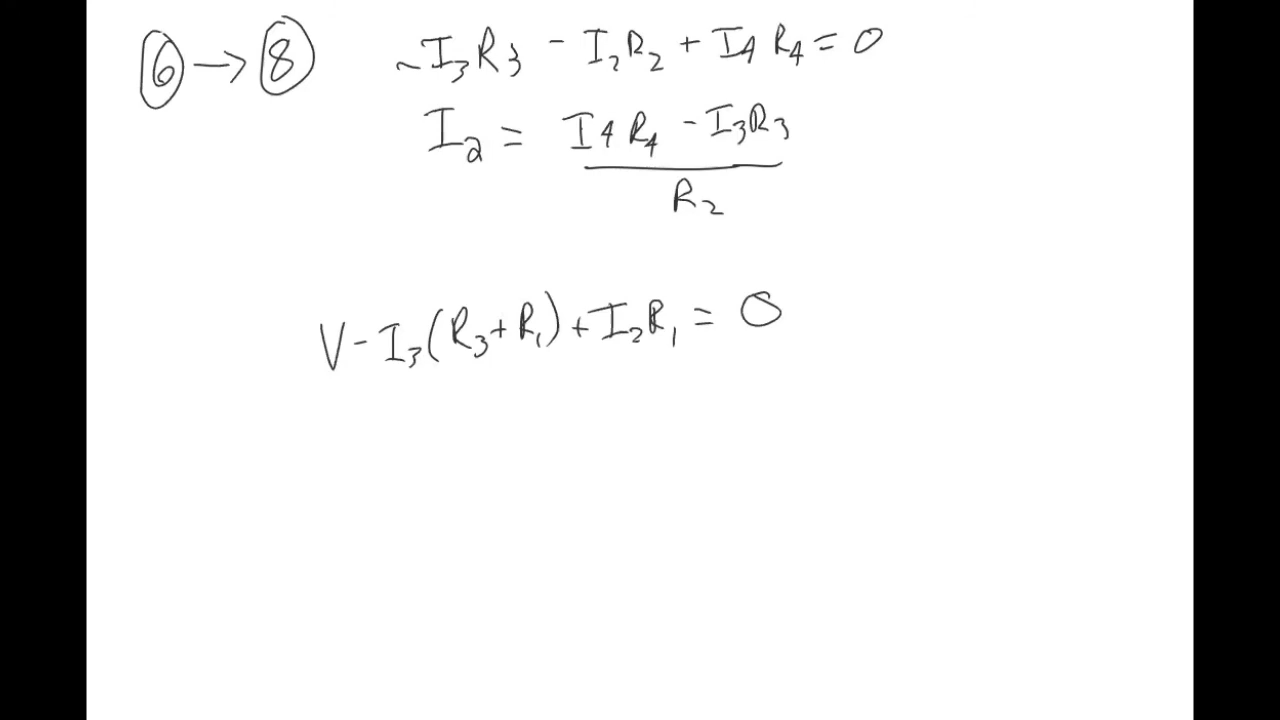 ⑥ → ⑧ -I₃R₃ - I₂R₂ + I₄R₄ = 0
I₂ = (I₄R₄ - I₃R₃) / R₂
V - I₃(R₃ + R₁) + I₂R₁ = 0